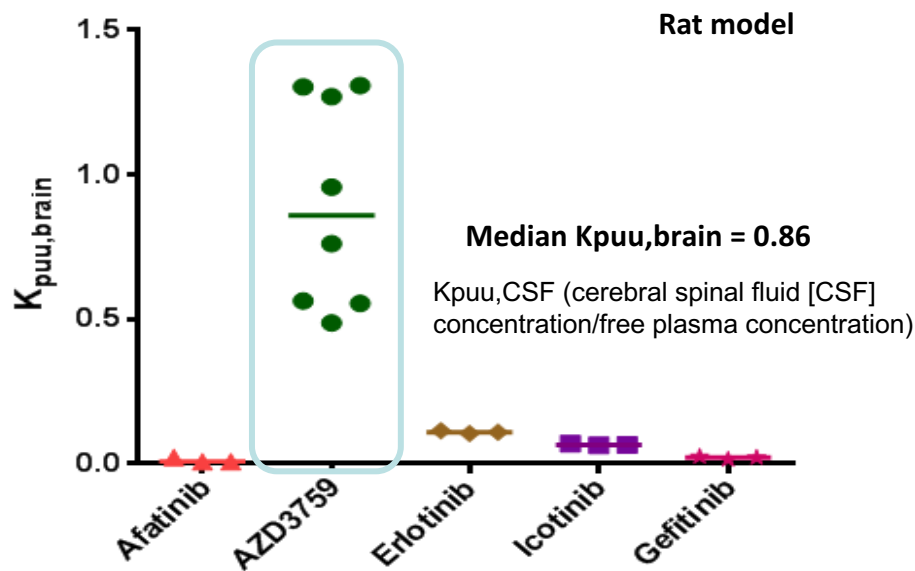 Rat model
1.5
1.0
0.5
0.0
Kpuu,brain
Median Kpuu,brain = 0.86
Kpuu,CSF (cerebral spinal fluid [CSF]
concentration/free plasma concentration)
Afatinib
AZD3759
Erlotinib
Icotinib
Gefitinib